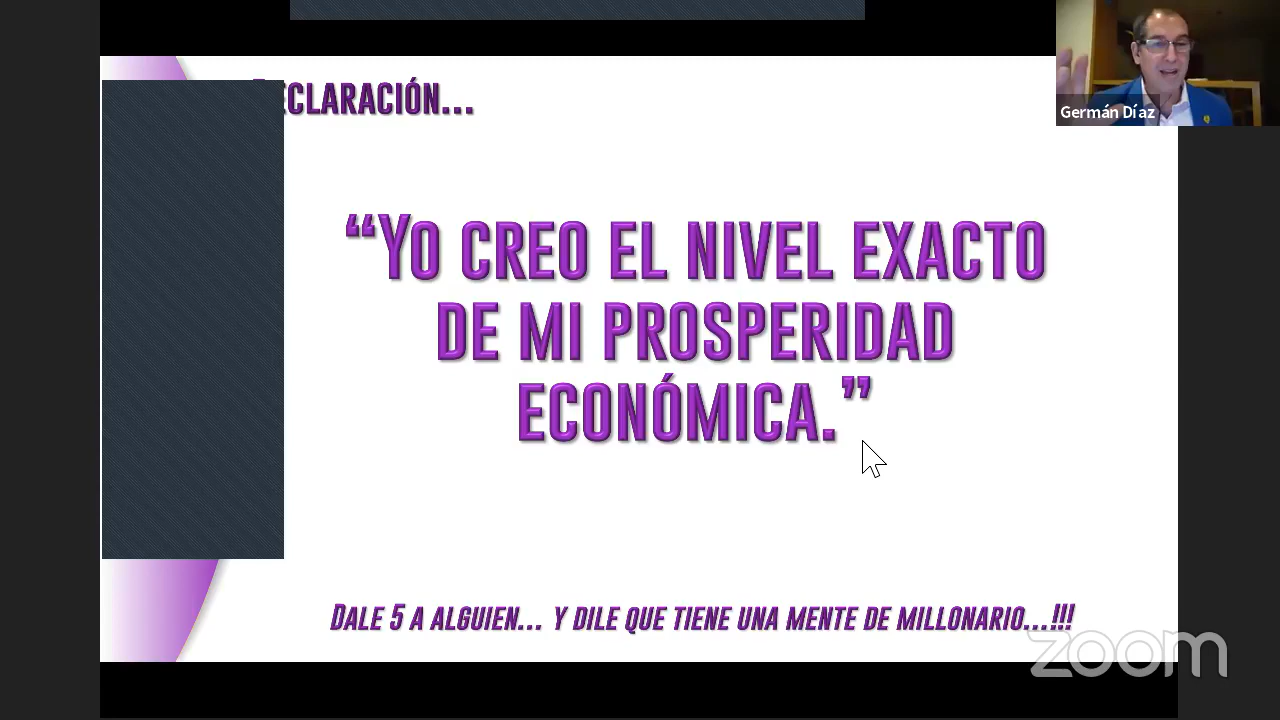 DECLARACIÓN...
Germán Díaz
“YO CREO EL NIVEL EXACTO
DE MI PROSPERIDAD
ECONÓMICA.”
DALE 5 A ALGUIEN... Y DILE QUE TIENE UNA MENTE DE MILLONARIO...!!!
zoom